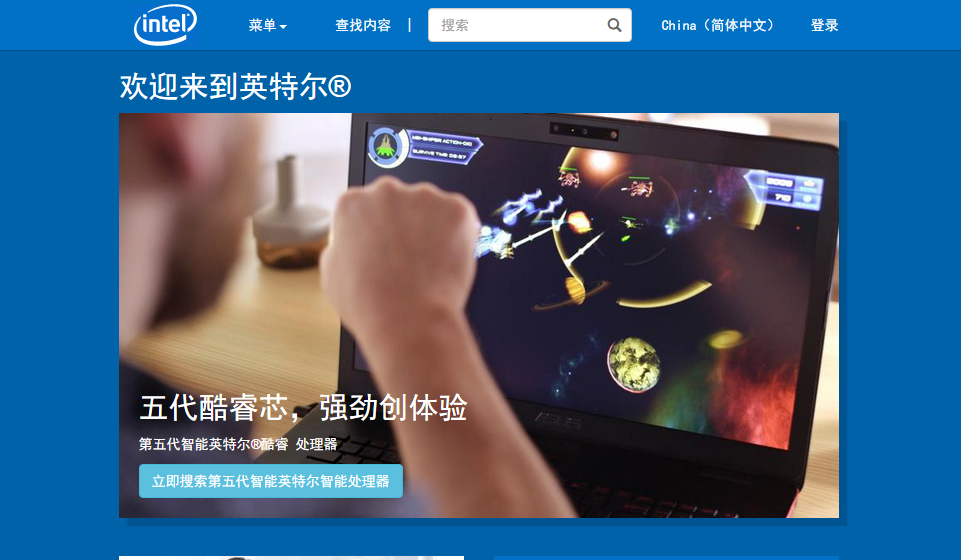 intel
菜单
查找内容
|
搜索
China（简体中文）
登录
欢迎来到英特尔®
五代酷睿芯，强劲创体验
第五代智能英特尔®酷睿 处理器
立即搜索第五代智能英特尔智能处理器